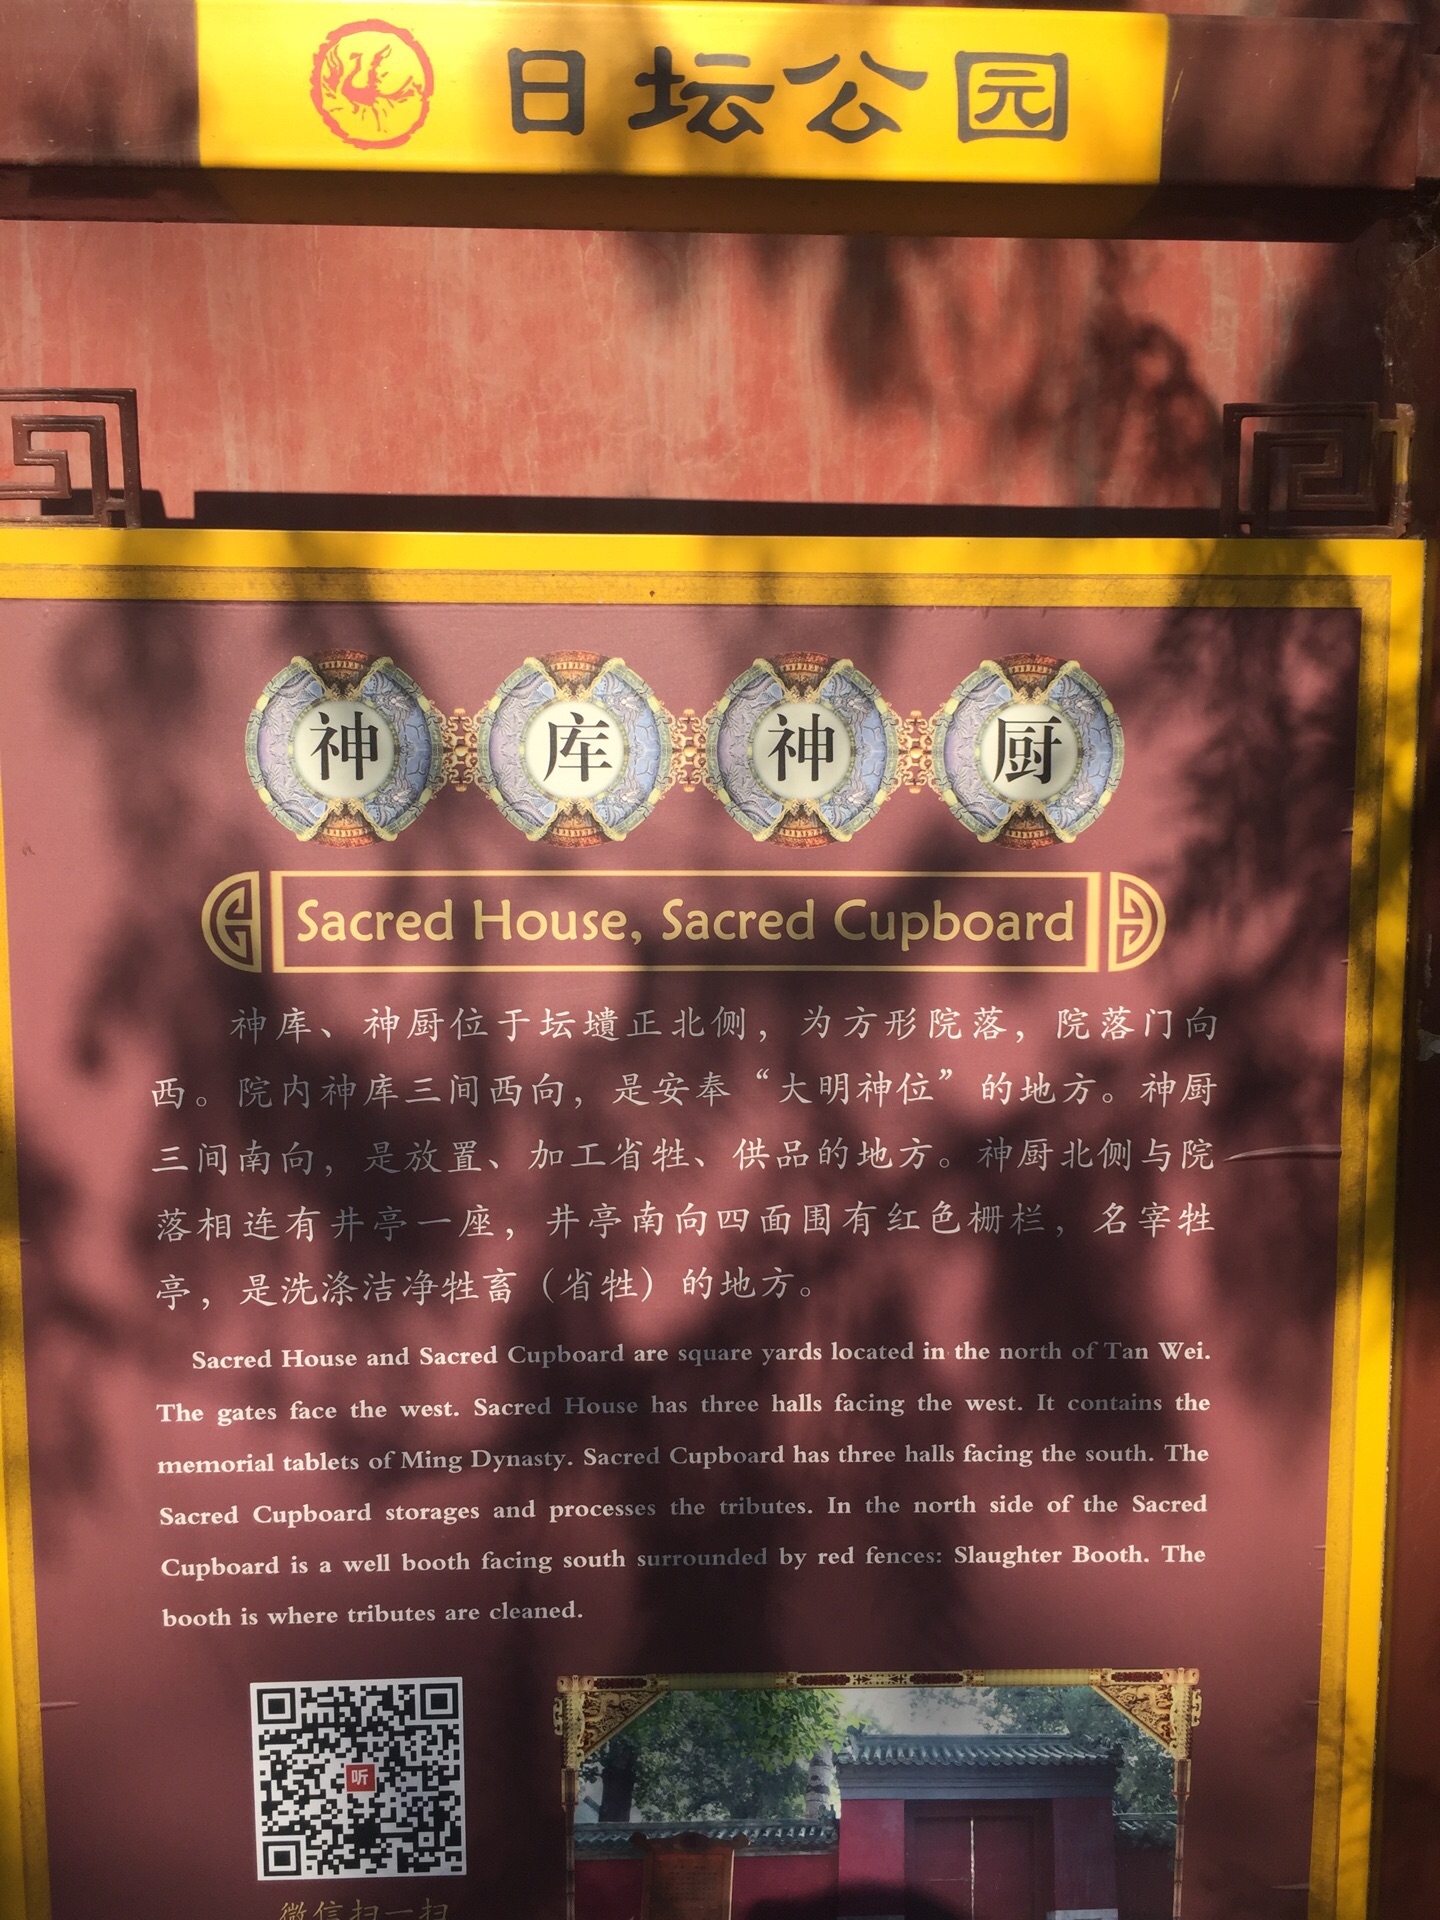 日坛公园
神库神厨
Sacred House, Sacred Cupboard
神库、神厨位于坛壝正北侧，为方形院落，院落门向
西。院内神库三间西向，是安奉“大明神位”的地方。神厨
三间南向，是放置、加工省牲、供品的地方。神厨北侧与院
落相连有井亭一座，井亭南向四面围有红色栅栏，名宰牲
亭，是洗涤洁净牲畜（省牲）的地方。
Sacred House and Sacred Cupboard are square yards located in the north of Tan Wei.
The gates face the west. Sacred House has three halls facing the west. It contains the
memorial tablets of Ming Dynasty. Sacred Cupboard has three halls facing the south. The
Sacred Cupboard storages and processes the tributes. In the north side of the Sacred
Cupboard is a well booth facing south surrounded by red fences: Slaughter Booth. The
booth is where tributes are cleaned.
听
微信扫一扫